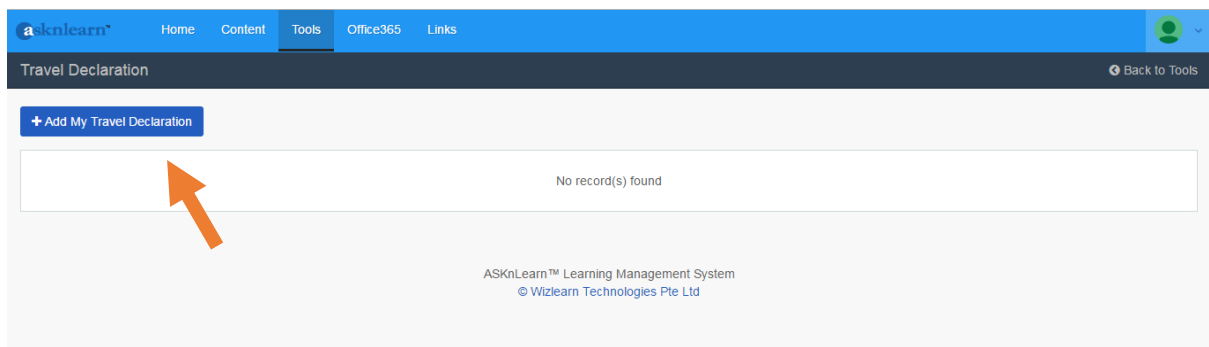 asknlearn™ Home Content Tools Office365 Links
Travel Declaration Back to Tools
+ Add My Travel Declaration
No record(s) found
ASKnLearn™ Learning Management System
© Wizlearn Technologies Pte Ltd